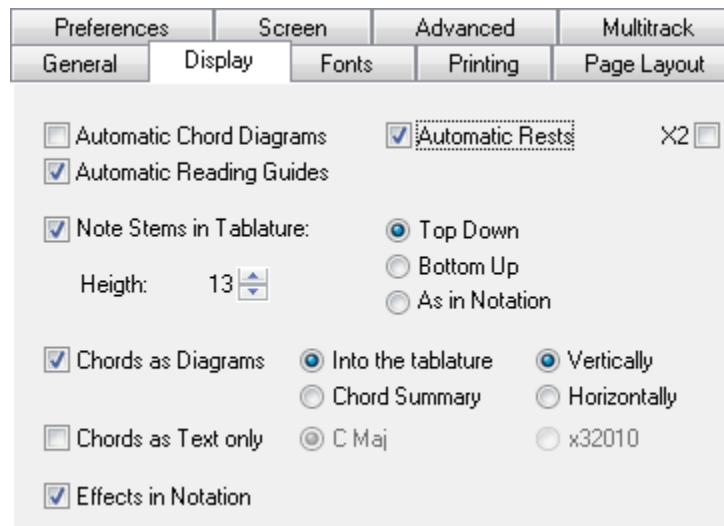 Preferences Screen Advanced Multitrack
General Display Fonts Printing Page Layout
Automatic Chord Diagrams Automatic Rests X2
Automatic Reading Guides
Note Stems in Tablature: Top Down
Bottom Up
Heigth: 13
As in Notation
Chords as Diagrams Into the tablature Vertically
Chord Summary Horizontally
Chords as Text only C Maj x32010
Effects in Notation